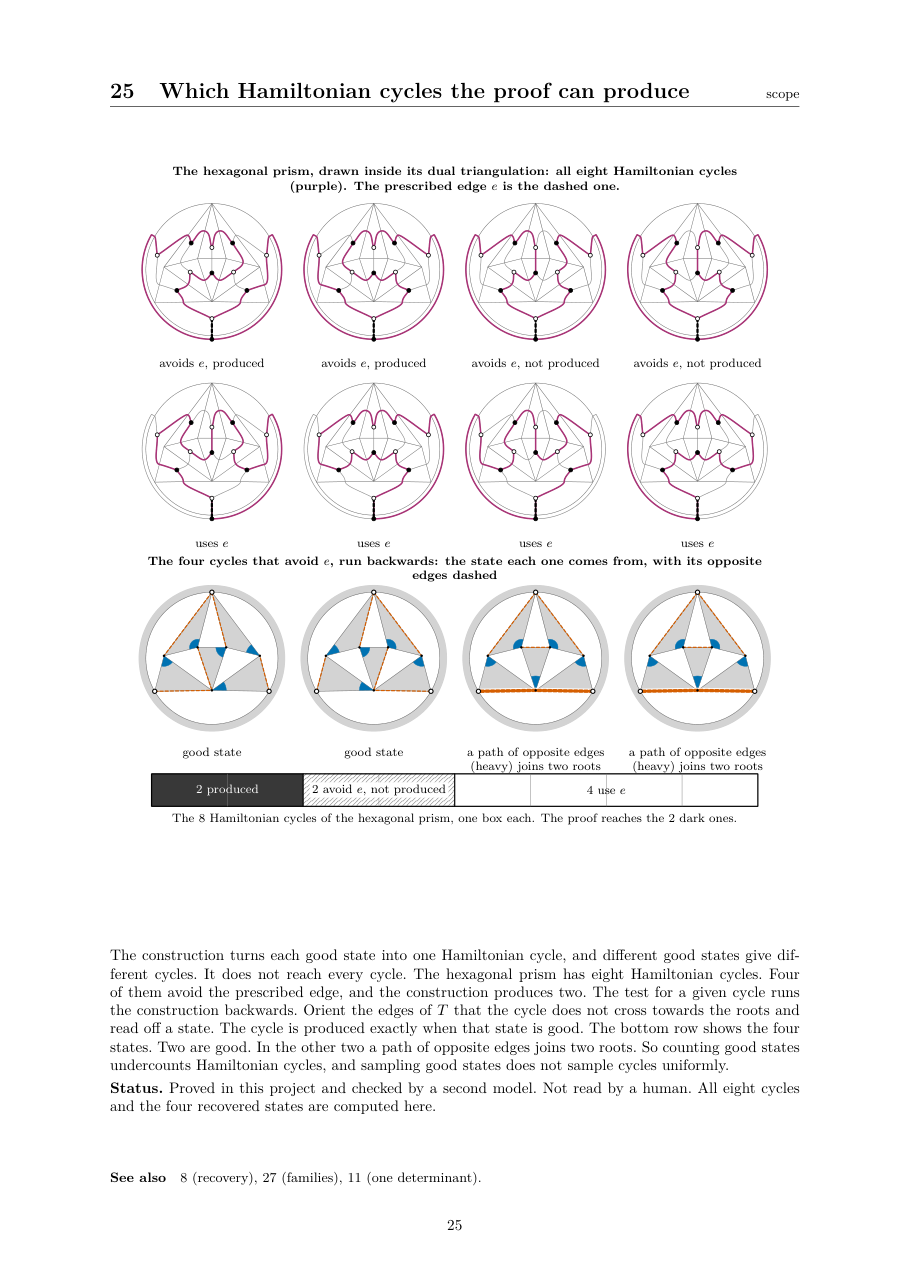 25 Which Hamiltonian cycles the proof can produce scope
The hexagonal prism, drawn inside its dual triangulation: all eight Hamiltonian cycles
(purple). The prescribed edge e is the dashed one.
avoids e, produced avoids e, produced avoids e, not produced avoids e, not produced
uses e uses e uses e uses e
The four cycles that avoid e, run backwards: the state each one comes from, with its opposite
edges dashed
good state good state a path of opposite edges a path of opposite edges
(heavy) joins two roots (heavy) joins two roots
2 produced 2 avoid e, not produced 4 use e
The 8 Hamiltonian cycles of the hexagonal prism, one box each. The proof reaches the 2 dark ones.
The construction turns each good state into one Hamiltonian cycle, and different good states give dif-
ferent cycles. It does not reach every cycle. The hexagonal prism has eight Hamiltonian cycles. Four
of them avoid the prescribed edge, and the construction produces two. The test for a given cycle runs
the construction backwards. Orient the edges of T that the cycle does not cross towards the roots and
read off a state. The cycle is produced exactly when that state is good. The bottom row shows the four
states. Two are good. In the other two a path of opposite edges joins two roots. So counting good states
undercounts Hamiltonian cycles, and sampling good states does not sample cycles uniformly.
Status. Proved in this project and checked by a second model. Not read by a human. All eight cycles
and the four recovered states are computed here.
See also 8 (recovery), 27 (families), 11 (one determinant).
25